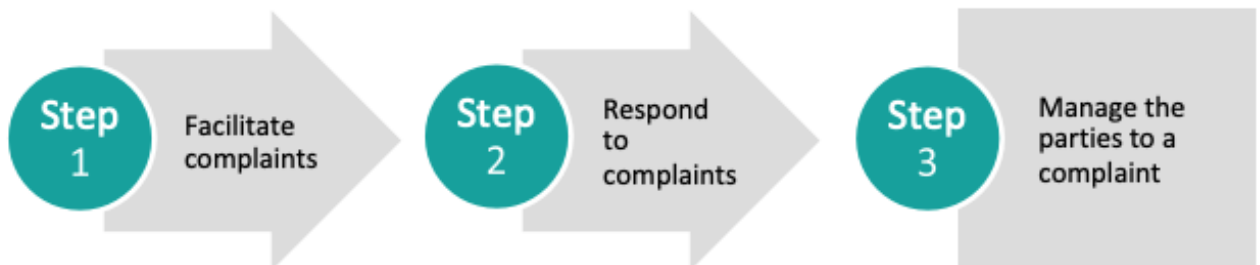 Step
1
Facilitate
complaints
Step
2
Respond
to
complaints
Step
3
Manage the
parties to a
complaint